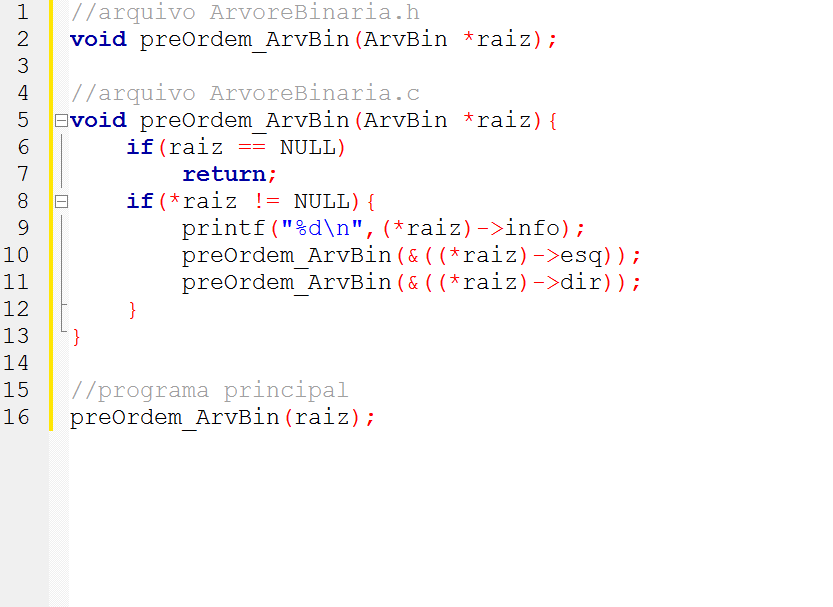 1 //arquivo ArvoreBinaria.h
2 void preOrdem_ArvBin(ArvBin *raiz);
3
4 //arquivo ArvoreBinaria.c
5 void preOrdem_ArvBin(ArvBin *raiz){
6 if(raiz == NULL)
7 return;
8 if(*raiz != NULL){
9 printf("%d\n",(*raiz)->info);
10 preOrdem_ArvBin(&((*raiz)->esq));
11 preOrdem_ArvBin(&((*raiz)->dir));
12 }
13 }
14
15 //programa principal
16 preOrdem_ArvBin(raiz);